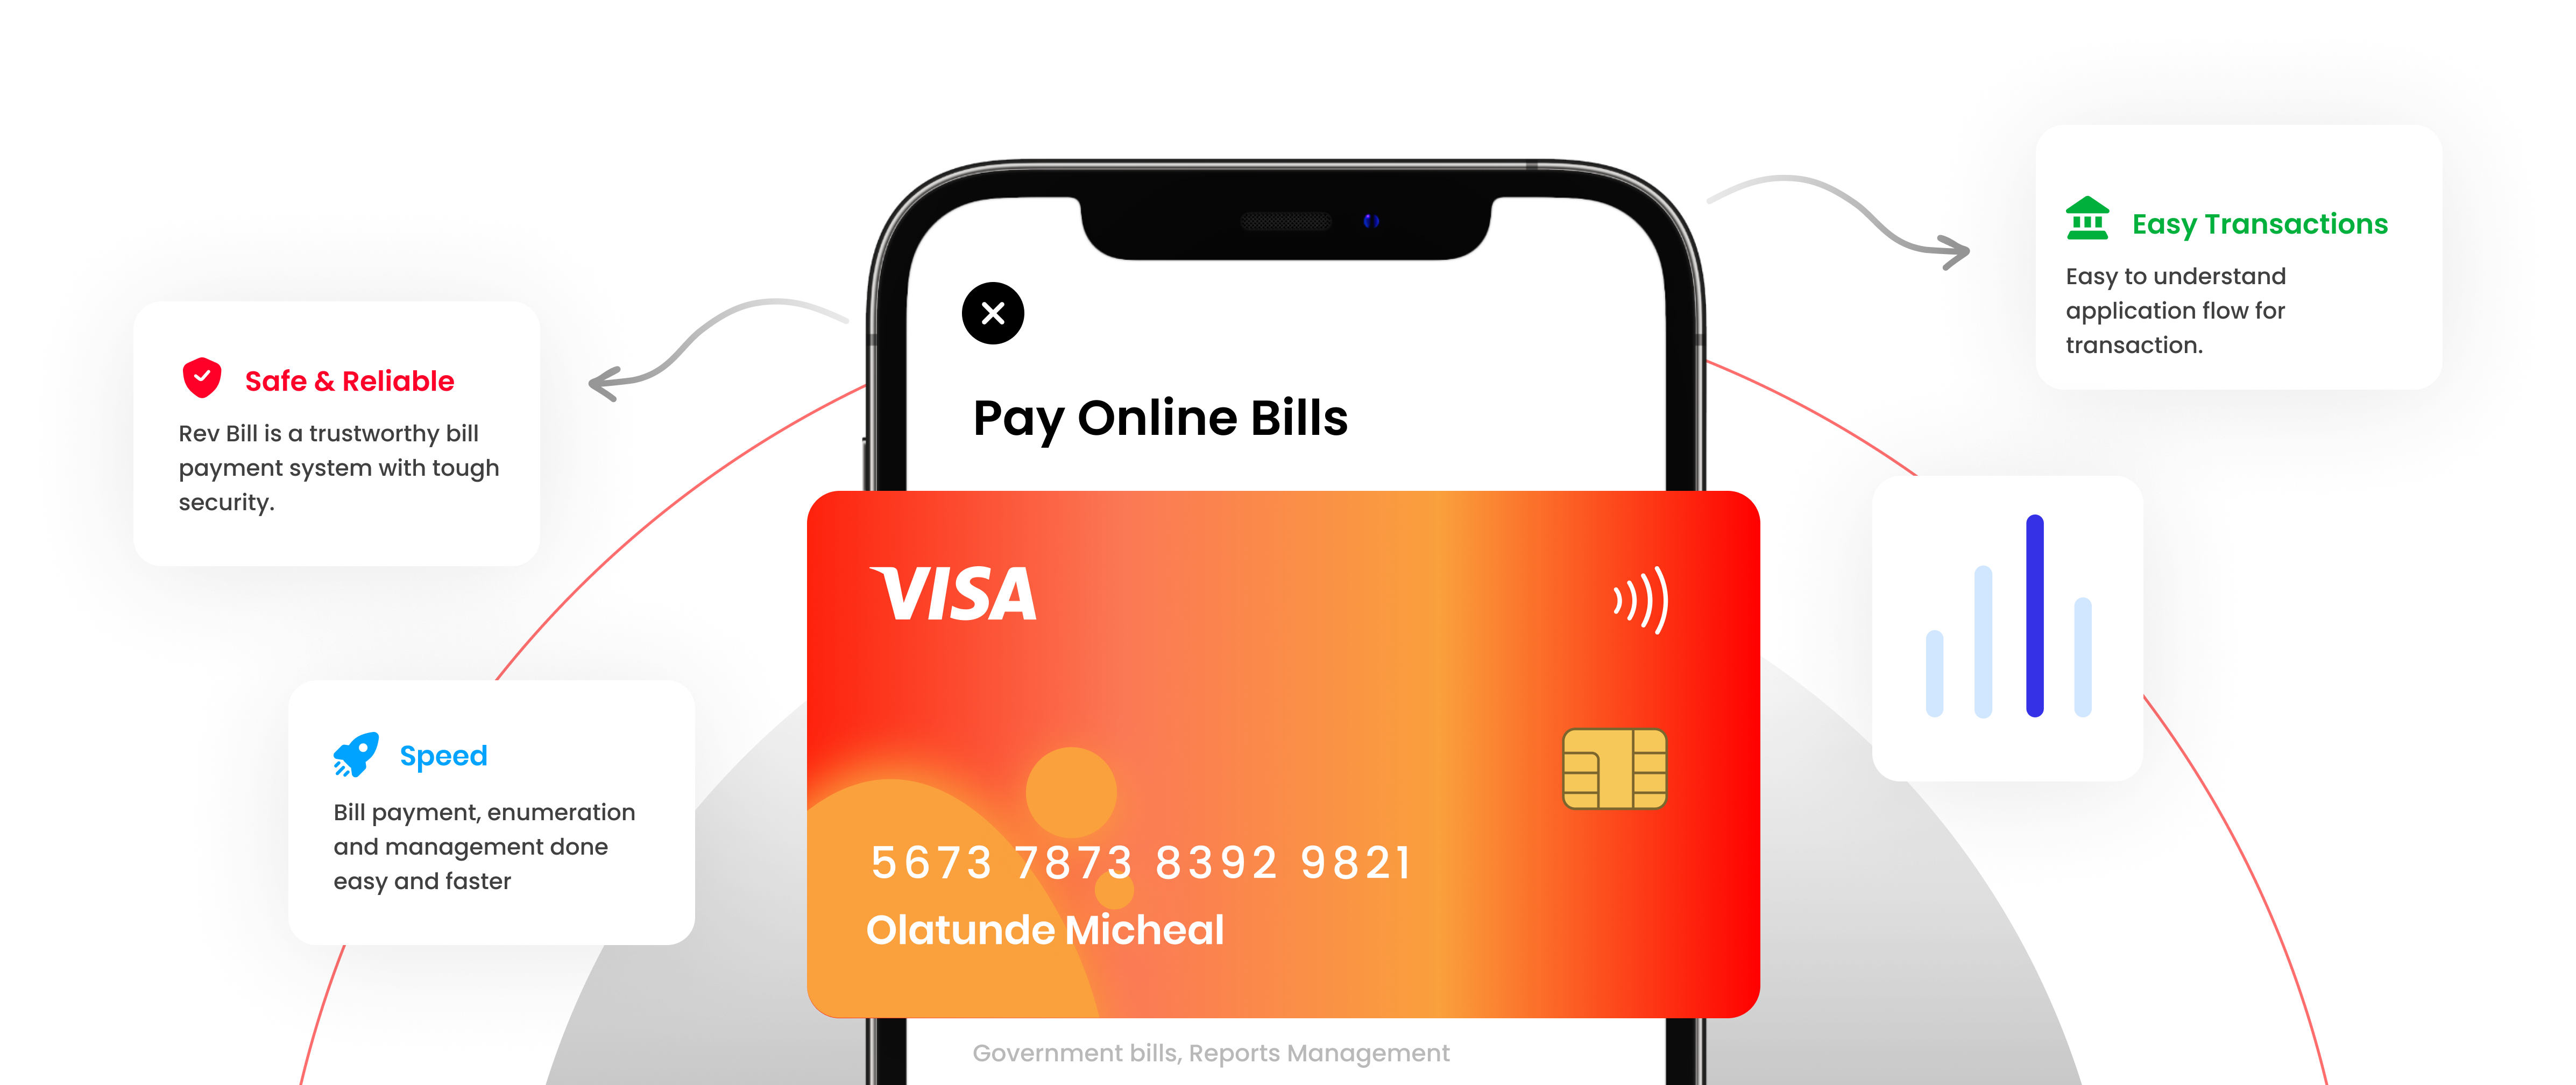 Easy Transactions
Easy to understand
application flow for
transaction.
Safe & Reliable
Rev Bill is a trustworthy bill
payment system with tough
security.
Pay Online Bills
VISA
Speed
Bill payment, enumeration
and management done
easy and faster
5673 7873 8392 9821
Olatunde Micheal
Government bills, Reports Management